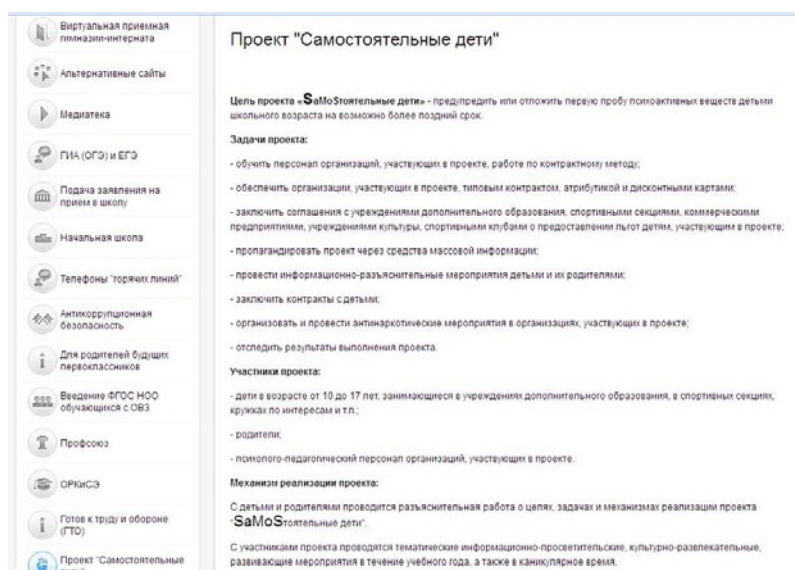 Виртуальная приемная
гимназии-интерната
Альтернативные сайты
Медиатека
ГИА (ОГЭ) и ЕГЭ
Подача заявления на
прием в школу
Начальная школа
Телефоны "горячих линий"
Антикоррупционная
безопасность
Для родителей будущих
первоклассников
Введение ФГОС НОО
обучающихся с ОВЗ
Профсоюз
ОРКиСЭ
Готов к труду и обороне
(ГТО)
Проект "Самостоятельные
Проект "Самостоятельные дети"
Цель проекта «SaMoSтоятельные дети» - предупредить или отложить первую пробу психоактивных веществ детьми
школьного возраста на возможно более поздний срок.
Задачи проекта:
- обучить персонал организаций, участвующих в проекте, работе по контрактному методу;
- обеспечить организации, участвующих в проекте, типовым контрактом, атрибутикой и дисконтными картами;
- заключить соглашения с учреждениями дополнительного образования, спортивными секциями, коммерческими
предприятиями, учреждениями культуры, спортивными клубами о предоставлении льгот детям, участвующим в проекте;
- пропагандировать проект через средства массовой информации;
- провести информационно-разъяснительные мероприятия детьми и их родителями;
- заключить контракты с детьми;
- организовать и провести антинаркотические мероприятия в организациях, участвующих в проекте;
- отследить результаты выполнения проекта.
Участники проекта:
- дети в возрасте от 10 до 17 лет, занимающиеся в учреждениях дополнительного образования, в спортивных секциях,
кружках по интересам и т.п.;
- родители;
- психолого-педагогический персонал организаций, участвующих в проекте.
Механизм реализации проекта:
С детьми и родителями проводится разъяснительная работа о целях, задачах и механизмах реализации проекта
"SaMoSтоятельные дети".
С участниками проекта проводятся тематические информационно-просветительские, культурно-развлекательные,
развивающие мероприятия в течение учебного года, а также в каникулярное время.